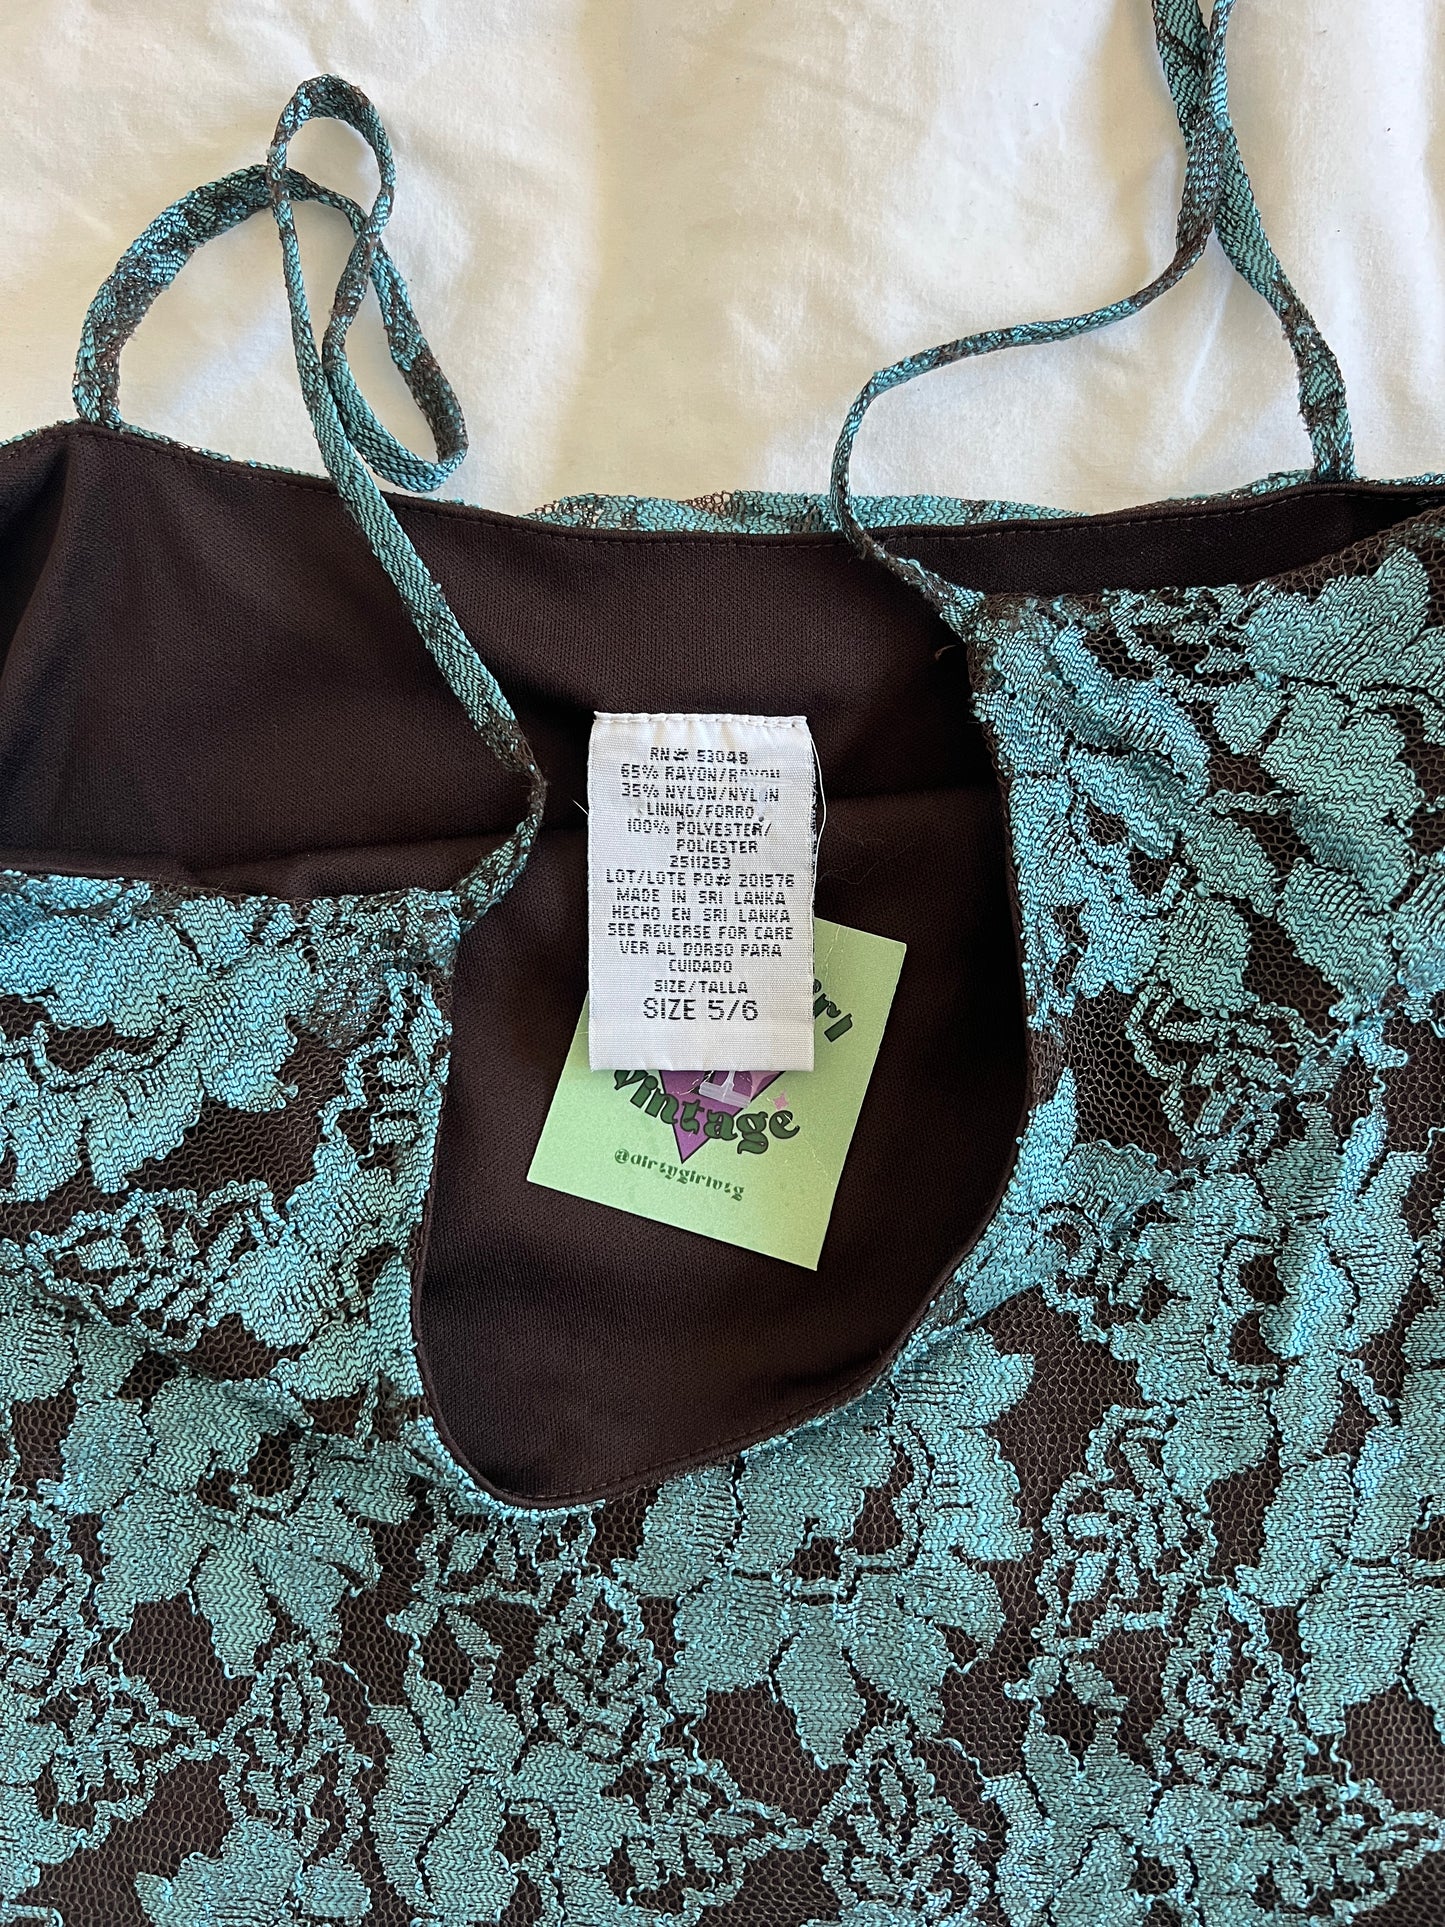 RN# 53048
65% RAYON/RAYON
35% NYLON/NYLON
LINING/FORRO
100% POLYESTER/
POLIESTER
2511253
LOT/LOTE PO# 201576
MADE IN SRI LANKA
HECHO EN SRI LANKA
SEE REVERSE FOR CARE
VER AL DORSO PARA
CUIDADO
SIZE/TALLA
SIZE 5/6
vintage
@dirtygirlvtg